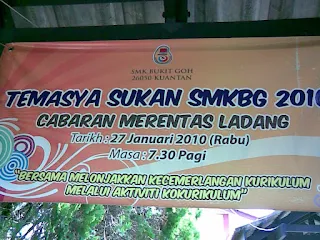 SMK BUKIT GOH
26050 KUANTAN
TEMASYA SUKAN SMKBG 2010
CABARAN MERENTAS LADANG
Tarikh : 27 Januari 2010 (Rabu)
Masa : 7.30 Pagi
"BERSAMA MELONJAKKAN KECEMERLANGAN KURIKULUM
MELALUI AKTIVITI KOKURIKULUM"